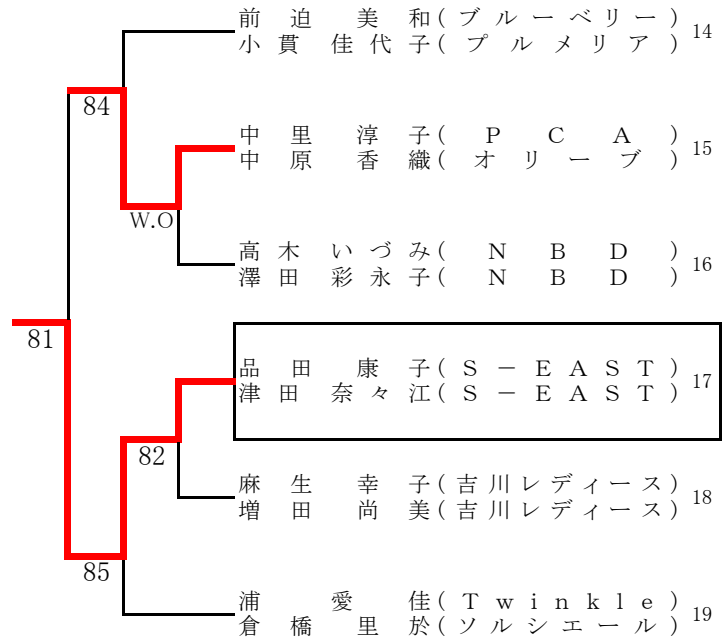 前迫美和(ブルーベリー) 14
小貫佳代子(プルメリア)
84
中里淳子(PCA) 15
中原香織(オリーブ)
W.O
高木いづみ(NBD) 16
澤田彩永子(NBD)
81
品田康子(S－EAST) 17
津田奈々江(S－EAST)
82
麻生幸子(吉川レディース) 18
増田尚美(吉川レディース)
85
浦愛佳(Twinkle) 19
倉橋里於(ソルシエール)